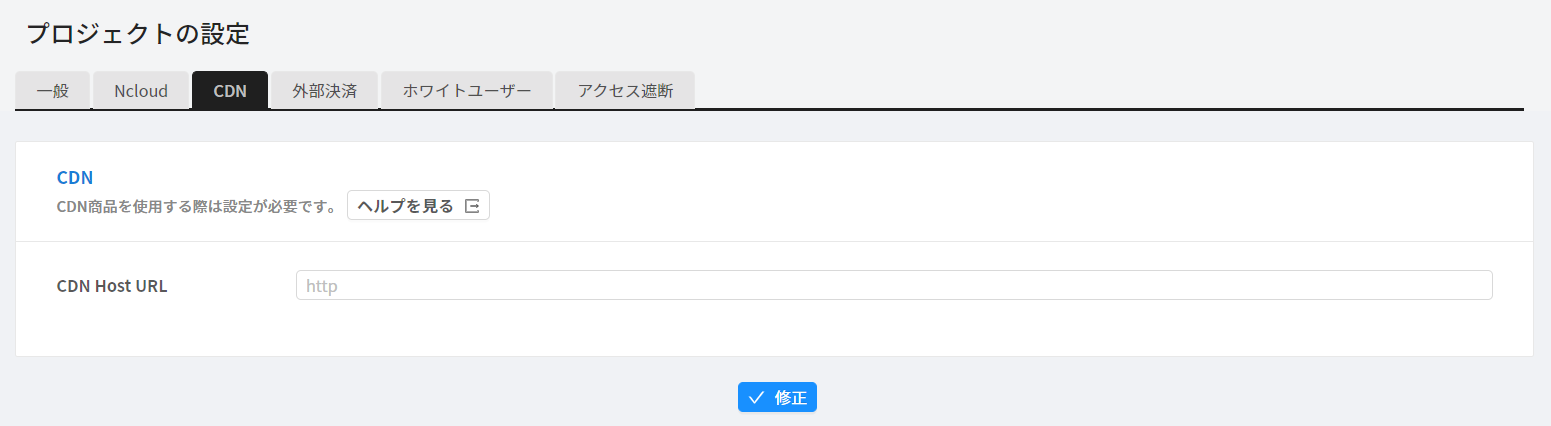 プロジェクトの設定
一般 Ncloud CDN 外部決済 ホワイトユーザー アクセス遮断
CDN
CDN商品を使用する際は設定が必要です。 ヘルプを見る
CDN Host URL http
修正